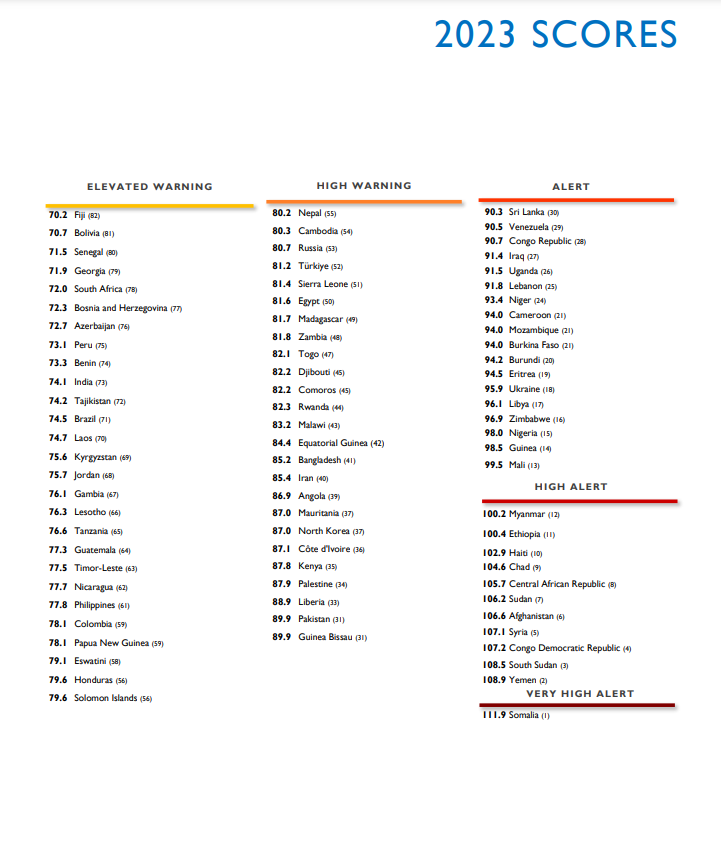 2023 SCORES
ELEVATED WARNING
70.2 Fiji (82)
70.7 Bolivia (81)
71.5 Senegal (80)
71.9 Georgia (79)
72.0 South Africa (78)
72.3 Bosnia and Herzegovina (77)
72.7 Azerbaijan (76)
73.1 Peru (75)
73.3 Benin (74)
74.1 India (73)
74.2 Tajikistan (72)
74.5 Brazil (71)
74.7 Laos (70)
75.6 Kyrgyzstan (69)
75.7 Jordan (68)
76.1 Gambia (67)
76.3 Lesotho (66)
76.6 Tanzania (65)
77.3 Guatemala (64)
77.5 Timor-Leste (63)
77.7 Nicaragua (62)
77.8 Philippines (61)
78.1 Colombia (59)
78.1 Papua New Guinea (59)
79.1 Eswatini (58)
79.6 Honduras (56)
79.6 Solomon Islands (56)
HIGH WARNING
80.2 Nepal (55)
80.3 Cambodia (54)
80.7 Russia (53)
81.2 Türkiye (52)
81.4 Sierra Leone (51)
81.6 Egypt (50)
81.7 Madagascar (49)
81.8 Zambia (48)
82.1 Togo (47)
82.2 Djibouti (45)
82.2 Comoros (45)
82.3 Rwanda (44)
83.2 Malawi (43)
84.4 Equatorial Guinea (42)
85.2 Bangladesh (41)
85.4 Iran (40)
86.9 Angola (39)
87.0 Mauritania (37)
87.0 North Korea (37)
87.1 Côte d'Ivoire (36)
87.8 Kenya (35)
87.9 Palestine (34)
88.9 Liberia (33)
89.9 Pakistan (31)
89.9 Guinea Bissau (31)
ALERT
90.3 Sri Lanka (30)
90.5 Venezuela (29)
90.7 Congo Republic (28)
91.4 Iraq (27)
91.5 Uganda (26)
91.8 Lebanon (25)
93.4 Niger (24)
94.0 Cameroon (21)
94.0 Mozambique (21)
94.0 Burkina Faso (21)
94.2 Burundi (20)
94.5 Eritrea (19)
95.9 Ukraine (18)
96.1 Libya (17)
96.9 Zimbabwe (16)
98.0 Nigeria (15)
98.5 Guinea (14)
99.5 Mali (13)
HIGH ALERT
100.2 Myanmar (12)
100.4 Ethiopia (11)
102.9 Haiti (10)
104.6 Chad (9)
105.7 Central African Republic (8)
106.2 Sudan (7)
106.6 Afghanistan (6)
107.1 Syria (5)
107.2 Congo Democratic Republic (4)
108.5 South Sudan (3)
108.9 Yemen (2)
VERY HIGH ALERT
111.9 Somalia (1)